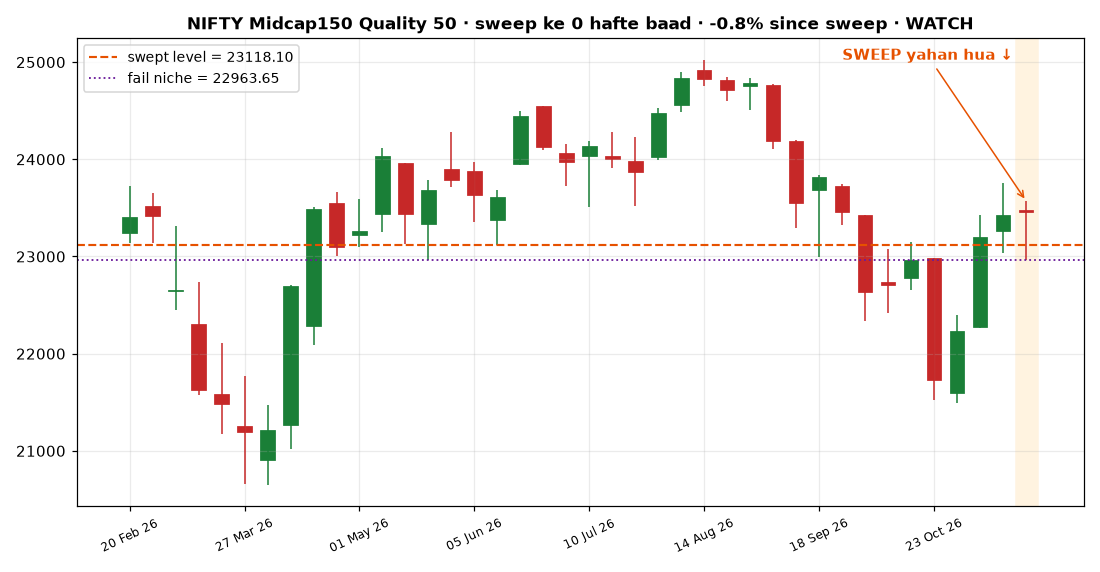 NIFTY Midcap150 Quality 50 · sweep ke 0 hafte baad · -0.8% since sweep · WATCH
swept level = 23118.10
fail niche = 22963.65
SWEEP yahan hua ↓
25000
24000
23000
22000
21000
20 Feb 26
27 Mar 26
01 May 26
05 Jun 26
10 Jul 26
14 Aug 26
18 Sep 26
23 Oct 26